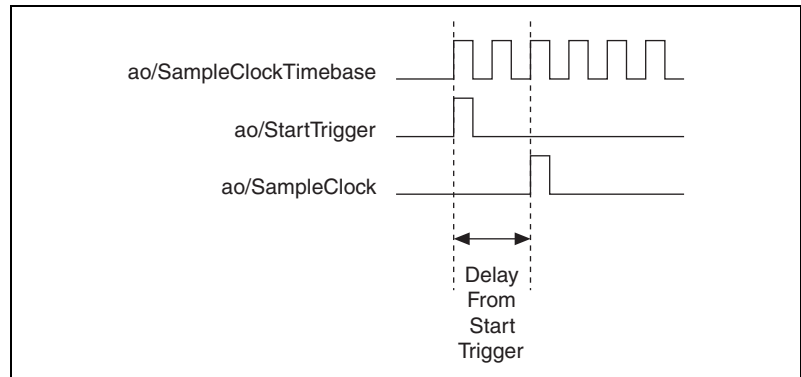 ao/SampleClockTimebase
ao/StartTrigger
ao/SampleClock
Delay
From
Start
Trigger